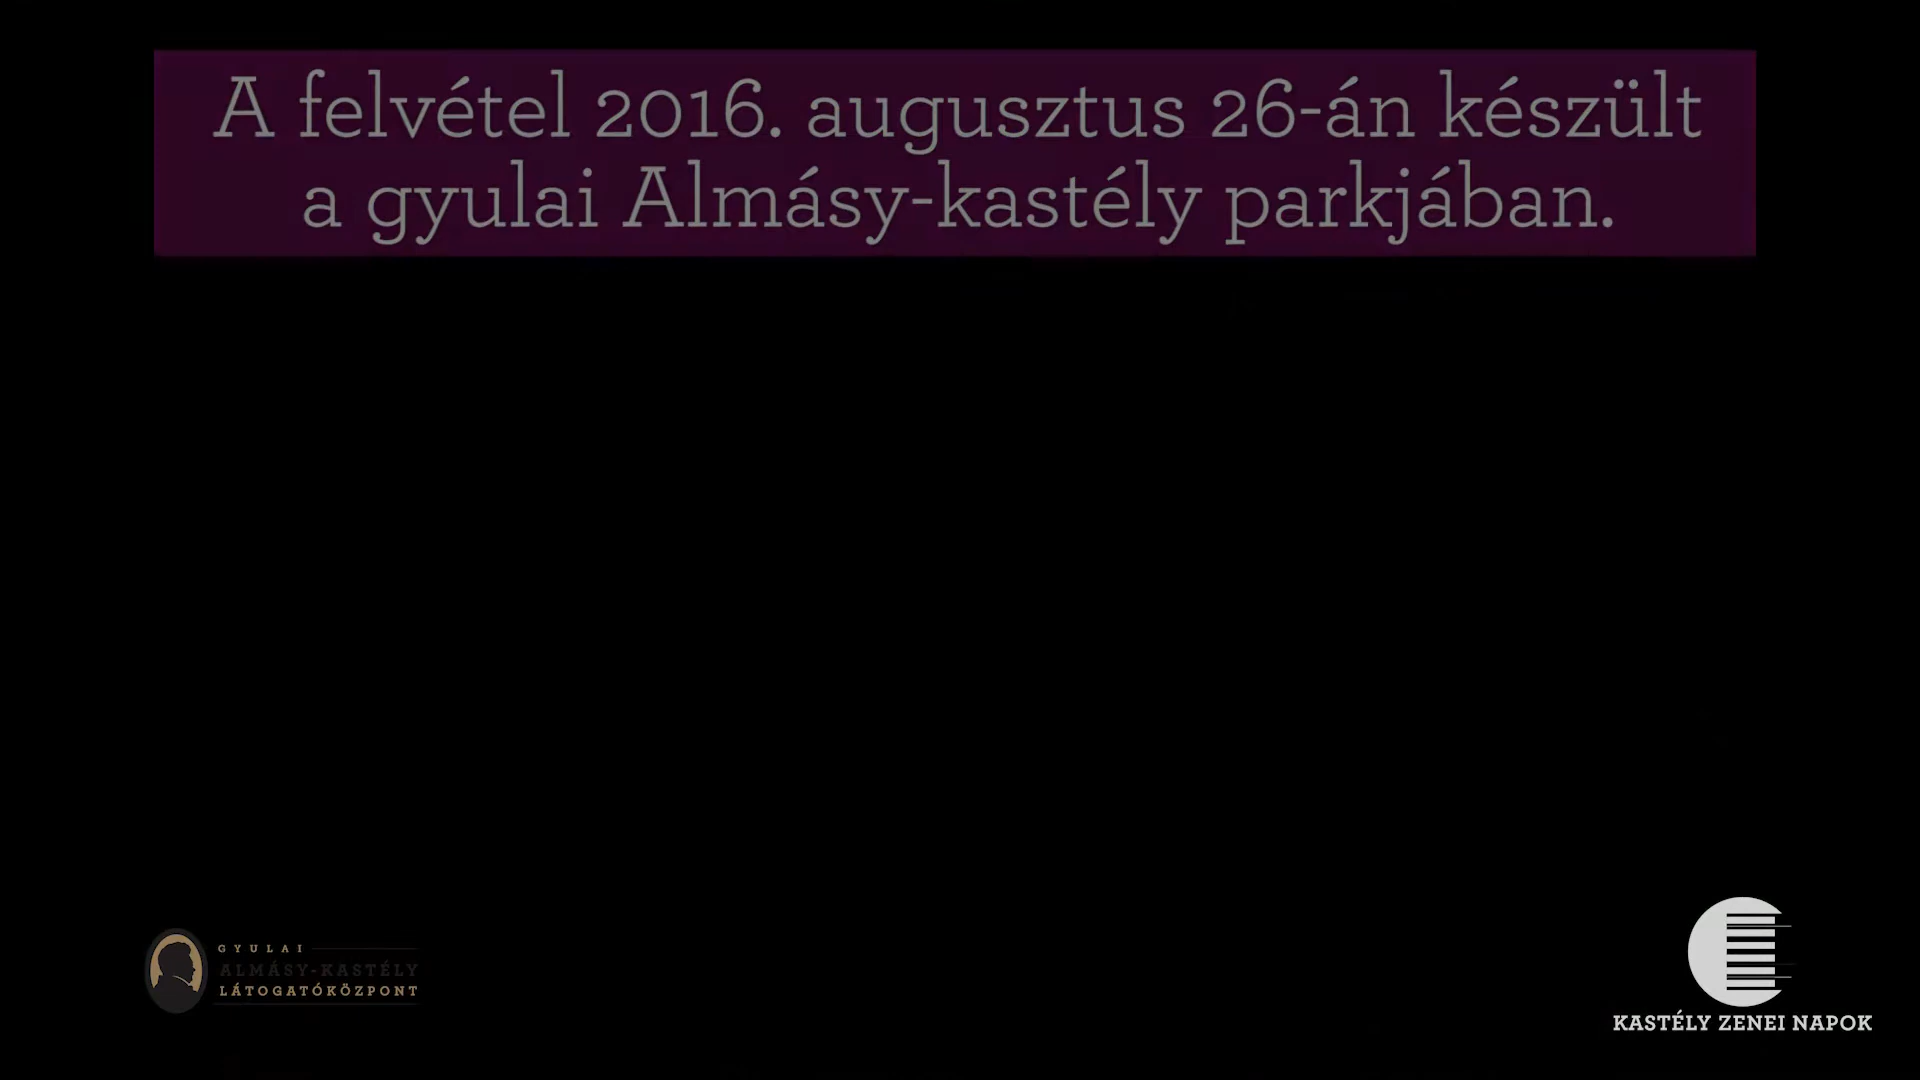 A felvétel 2016. augusztus 26-án készült
a gyulai Almásy-kastély parkjában.
GYULAI
ALMÁSY-KASTÉLY
LÁTOGATÓKÖZPONT
KASTÉLY ZENEI NAPOK